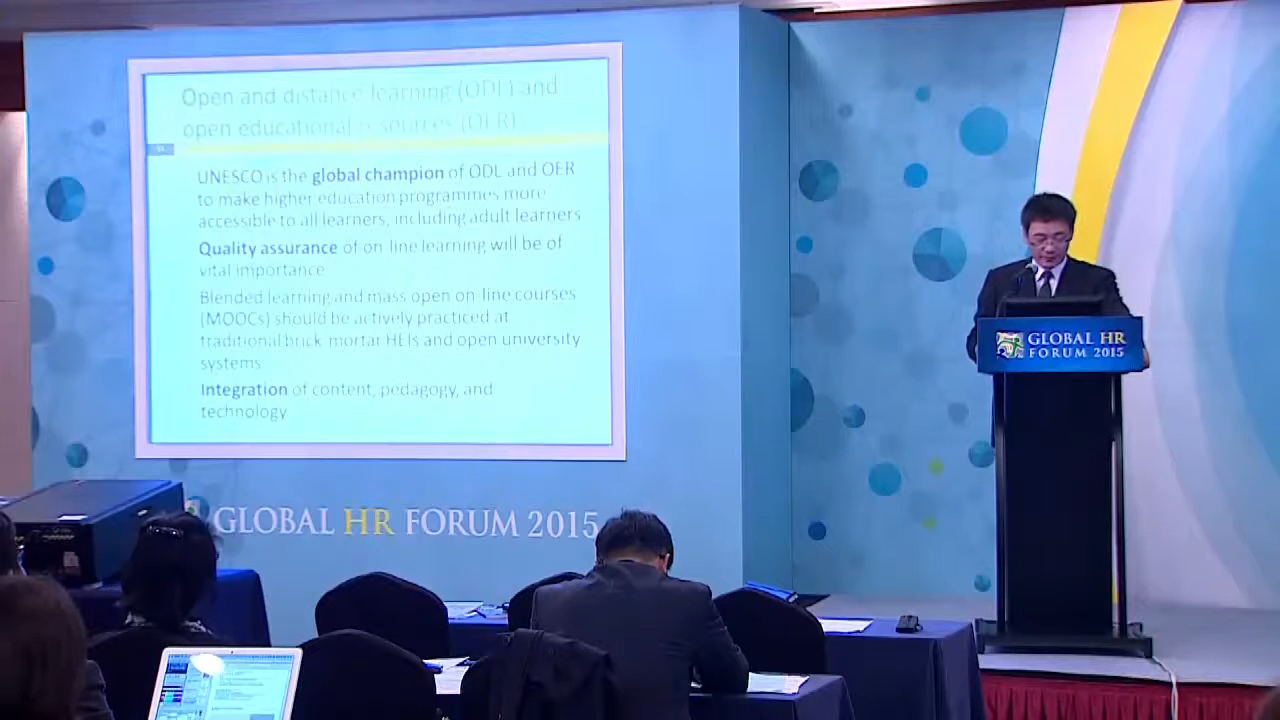 Open and distance learning (ODL) and
open educational resources (OER)
UNESCO is the global champion of ODL and OER
to make higher education programmes more
accessible to all learners, including adult learners
Quality assurance of on-line learning will be of
vital importance
Blended learning and mass open on-line courses
(MOOCs) should be actively practiced at
traditional brick mortar HEIs and open university
systems
Integration of content, pedagogy, and
technology
GLOBAL HR FORUM 2015
GLOBAL HR
FORUM 2015